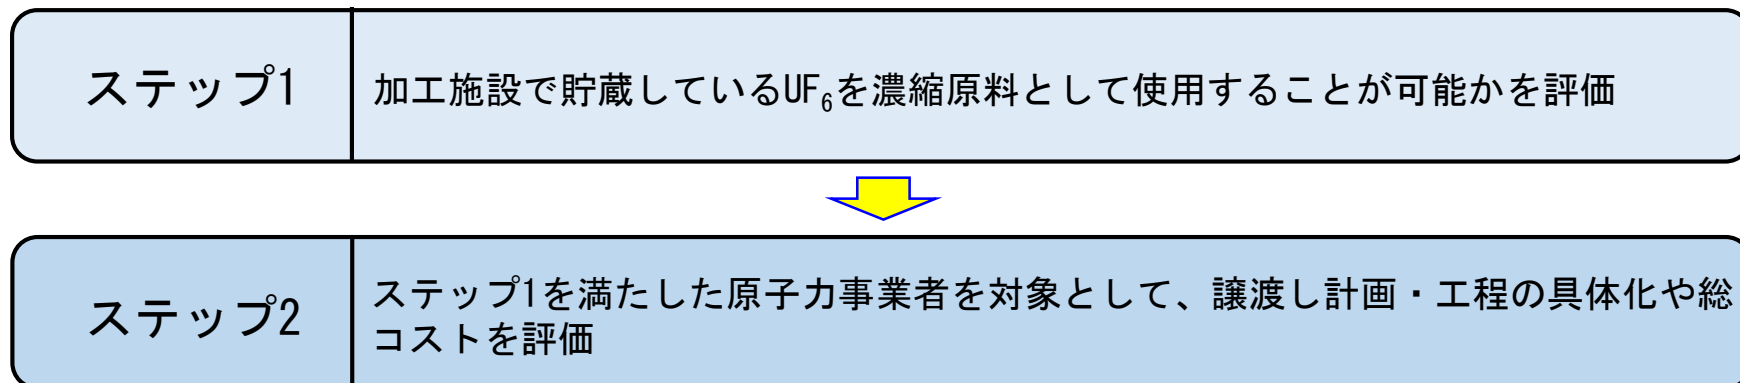 ステップ1
加工施設で貯蔵しているUF₆を濃縮原料として使用することが可能かを評価
ステップ2
ステップ1を満たした原子力事業者を対象として、譲渡し計画・工程の具体化や総
コストを評価